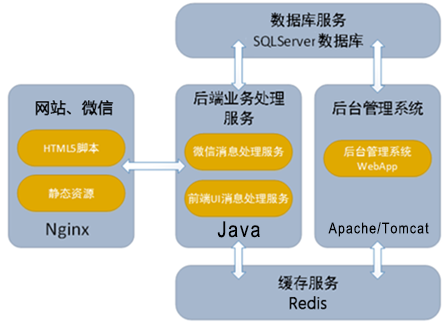 数据库服务
SQLServer 数据库
网站、微信
HTML5脚本
静态资源
Nginx
后端业务处理
服务
微信消息处理服务
前端UI消息处理服务
Java
后台管理系统
后台管理系统
WebApp
Apache/Tomcat
缓存服务
Redis